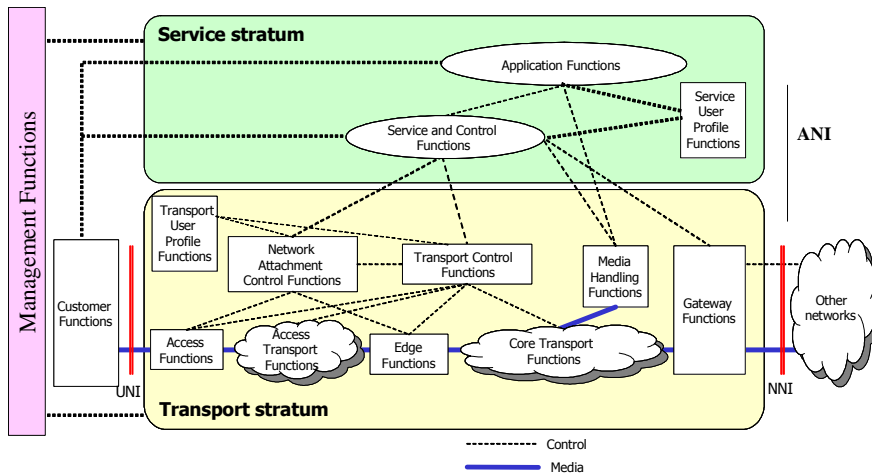 Service stratum
Application Functions
Service
User
Profile
Functions
Service and Control
Functions
ANI
Management Functions
Transport
User
Profile
Functions
Network
Attachment
Control Functions
Transport Control
Functions
Media
Handling
Functions
Gateway
Functions
Other
networks
Customer
Functions
Access
Functions
Access
Transport
Functions
Edge
Functions
Core Transport
Functions
UNI
NNI
Transport stratum
Control
Media